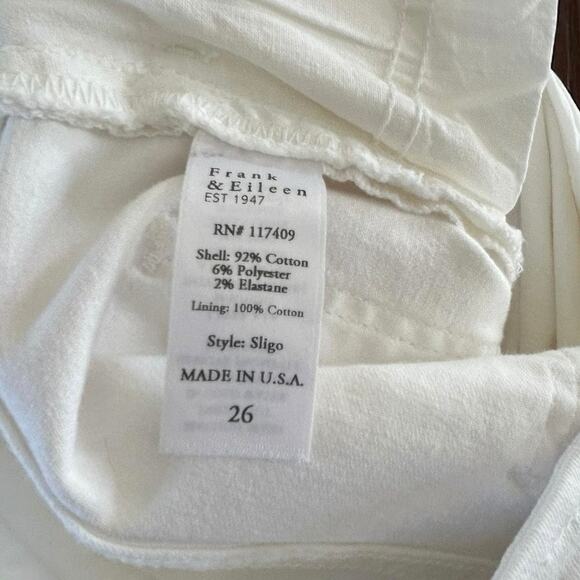 Frank
& Eileen
EST 1947
RN# 117409
Shell: 92% Cotton
6% Polyester
2% Elastane
Lining: 100% Cotton
Style: Sligo
MADE IN U.S.A.
26